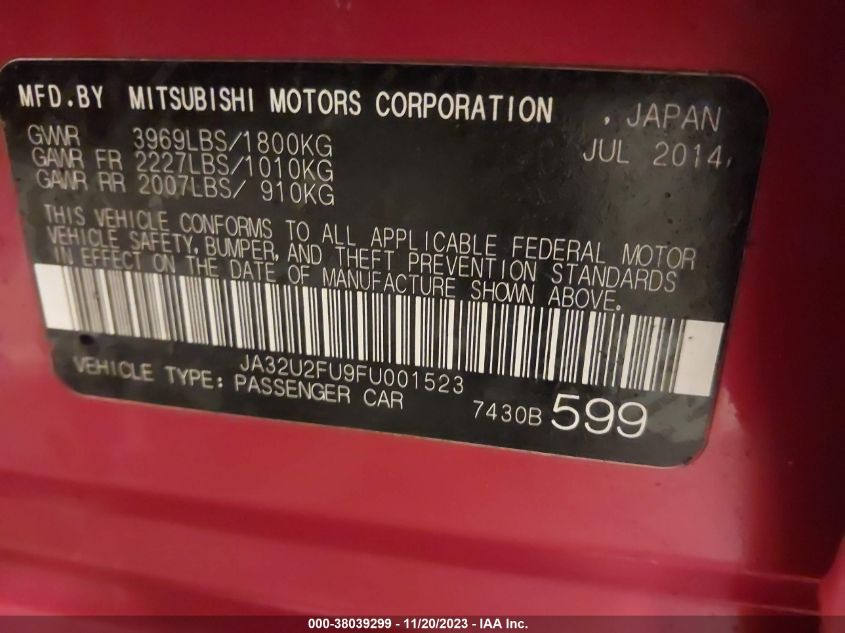 MFD.BY MITSUBISHI MOTORS CORPORATION , JAPAN
GVWR 3969LBS/1800KG JUL 2014
GAWR FR 2227LBS/1010KG
GAWR RR 2007LBS/ 910KG
THIS VEHICLE CONFORMS TO ALL APPLICABLE FEDERAL MOTOR
VEHICLE SAFETY, BUMPER, AND THEFT PREVENTION STANDARDS
IN EFFECT ON THE DATE OF MANUFACTURE SHOWN ABOVE.
JA32U2FU9FU001523
VEHICLE TYPE: PASSENGER CAR 7430B 599
000-38039299 - 11/20/2023 - IAA Inc.